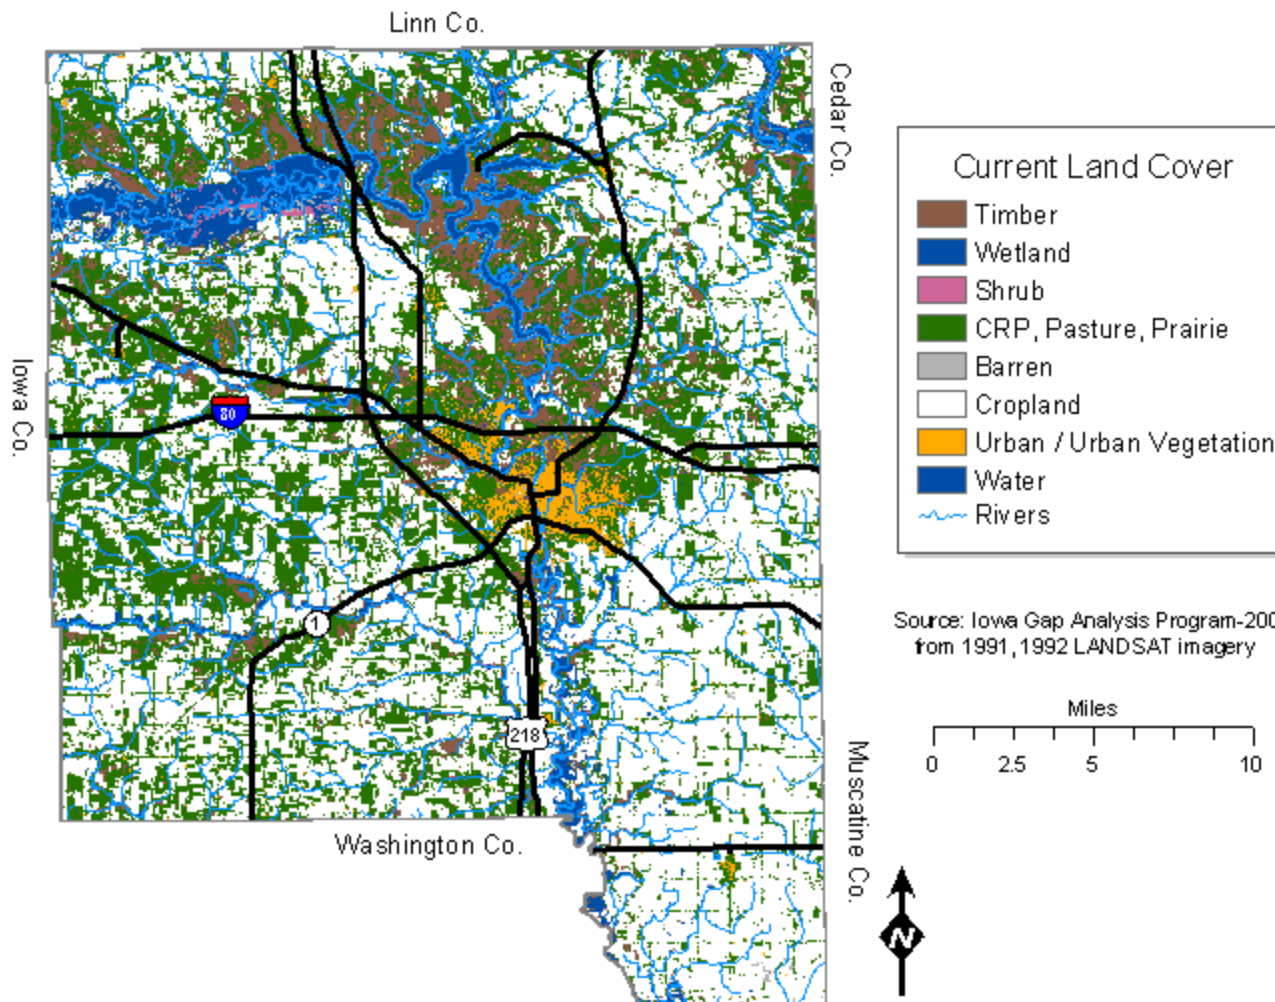 Linn Co.
Cedar Co.
Iowa Co.
80
1
218
Washington Co.
Muscatine Co.
Current Land Cover
Timber
Wetland
Shrub
CRP, Pasture, Prairie
Barren
Cropland
Urban / Urban Vegetation
Water
Rivers
Source: Iowa Gap Analysis Program-200
from 1991, 1992 LANDSAT imagery
Miles
0 2.5 5 10
N